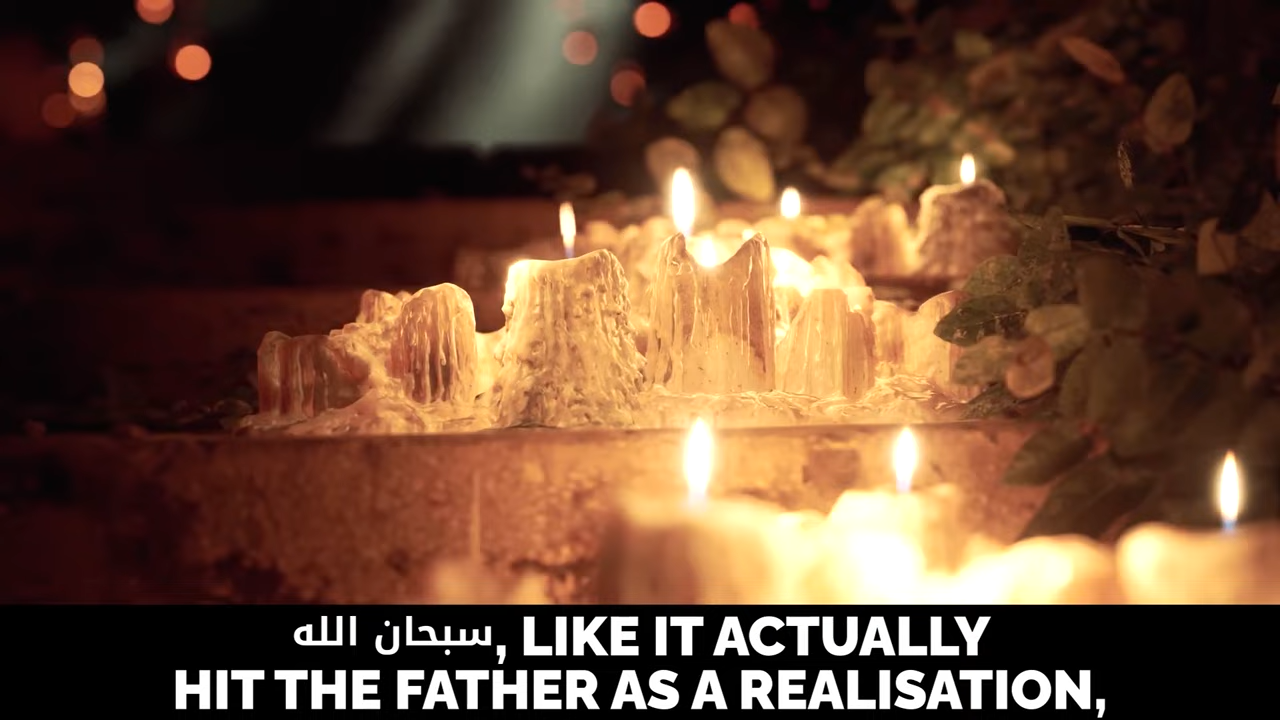 سبحان الله, LIKE IT ACTUALLY
HIT THE FATHER AS A REALISATION,